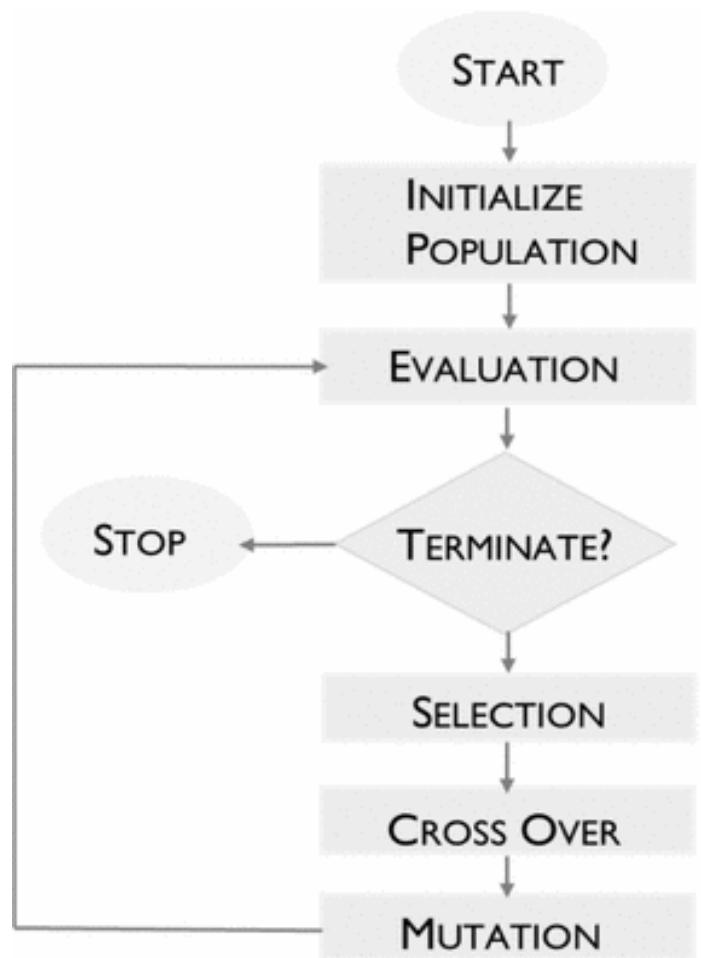 START
INITIALIZE
POPULATION
EVALUATION
STOP
TERMINATE?
SELECTION
CROSS OVER
MUTATION